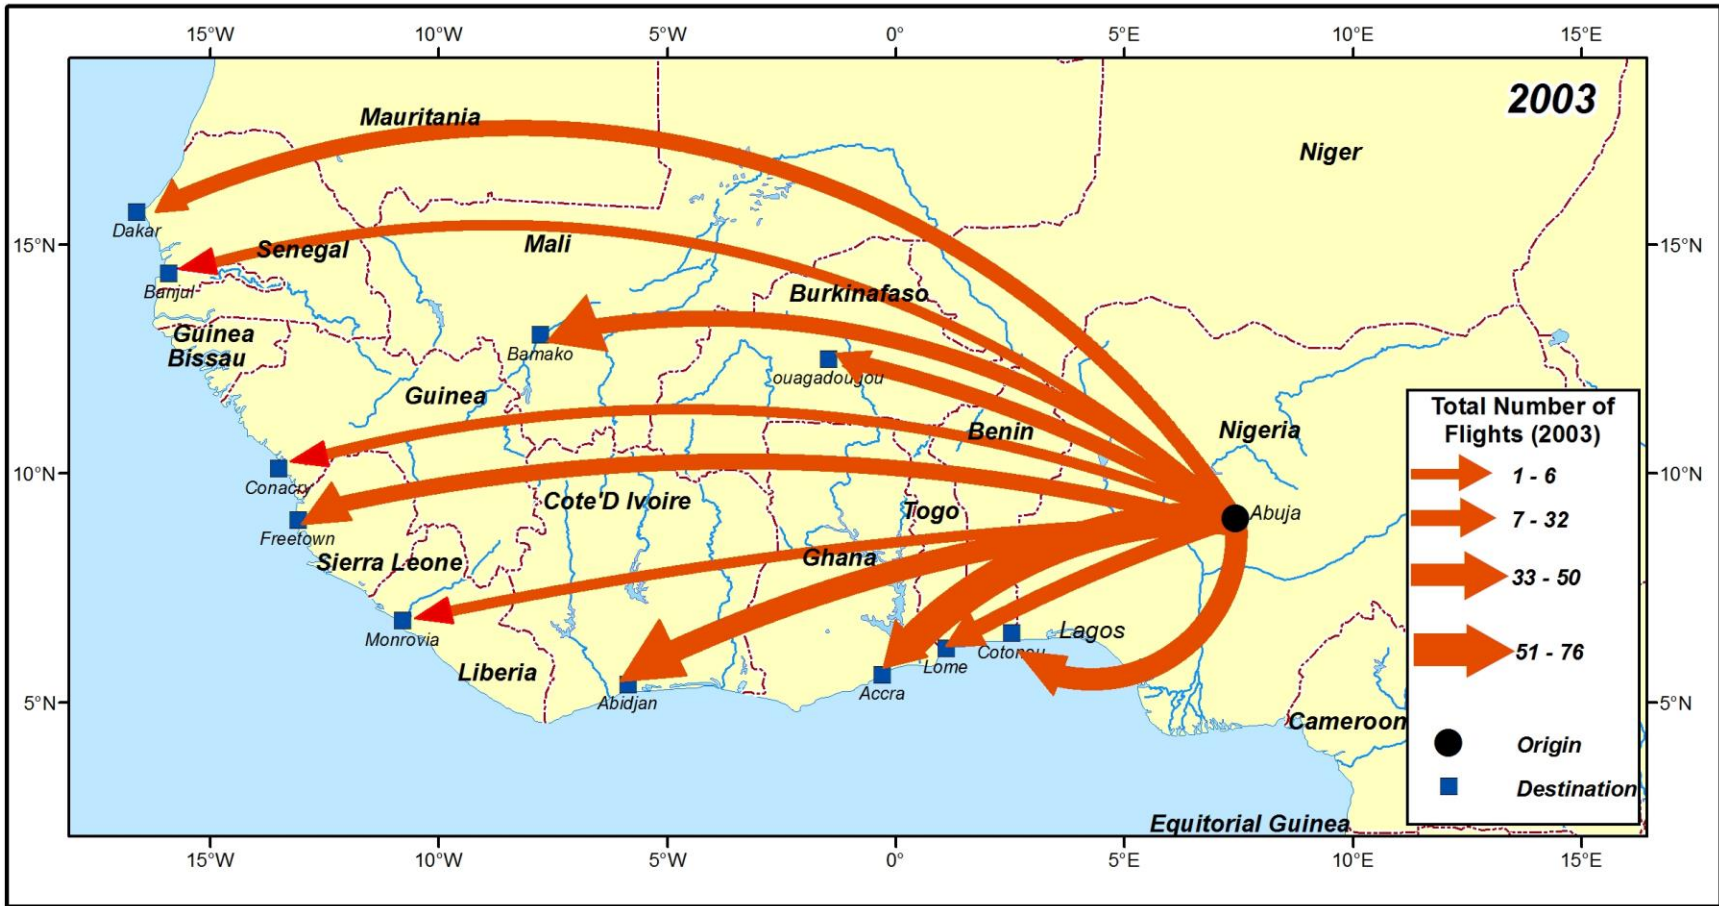 15°W 10°W 5°W 0° 5°E 10°E 15°E
2003
Mauritania
Niger
Dakar
15°N
Senegal
Mali
15°N
Banjul
Burkinafaso
Guinea
Bissau
Bamako
ouagadougou
Guinea
Benin
Nigeria
Total Number of
Flights (2003)
1 - 6
7 - 32
33 - 50
51 - 76
Origin
Destination
10°N
10°N
Conacry
Cote'D Ivoire
Togo
Abuja
Freetown
Sierra Leone
Ghana
Monrovia
Lagos
Cotonou
Lome
Liberia
Abidjan
Accra
5°N
5°N
Cameroon
Equitorial Guinea
15°W 10°W 5°W 0° 5°E 10°E 15°E